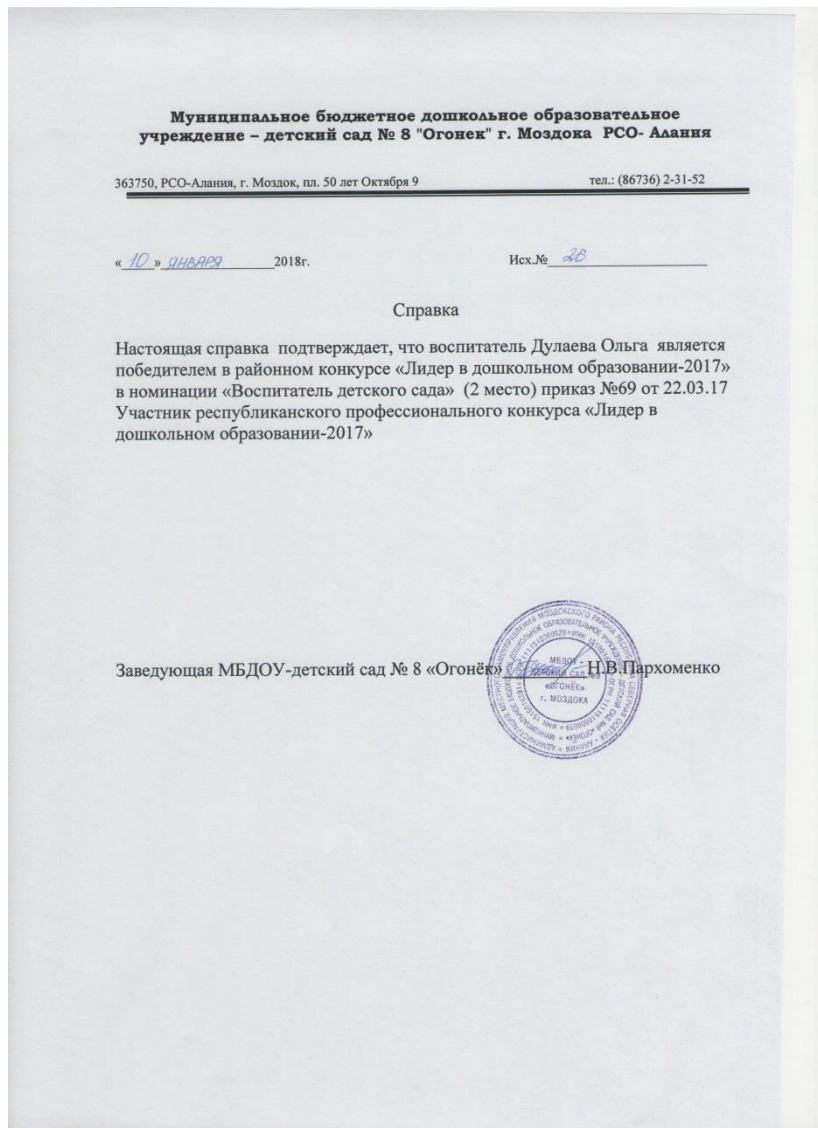 Муниципальное бюджетное дошкольное образовательное
учреждение – детский сад № 8 "Огонек" г. Моздока РСО- Алания
363750, РСО-Алания, г. Моздок, пл. 50 лет Октября 9 тел.: (86736) 2-31-52
« 10 » ЯНВАРЯ 2018г. Исх.№ 26
Справка
Настоящая справка подтверждает, что воспитатель Дулаева Ольга является
победителем в районном конкурсе «Лидер в дошкольном образовании-2017»
в номинации «Воспитатель детского сада» (2 место) приказ №69 от 22.03.17
Участник республиканского профессионального конкурса «Лидер в
дошкольном образовании-2017»
Заведующая МБДОУ-детский сад № 8 «Огонёк» Н.В.Пархоменко
МБДОУ-
ДЕТСКИЙ САД №8
«ОГОНЁК»
г. МОЗДОКА